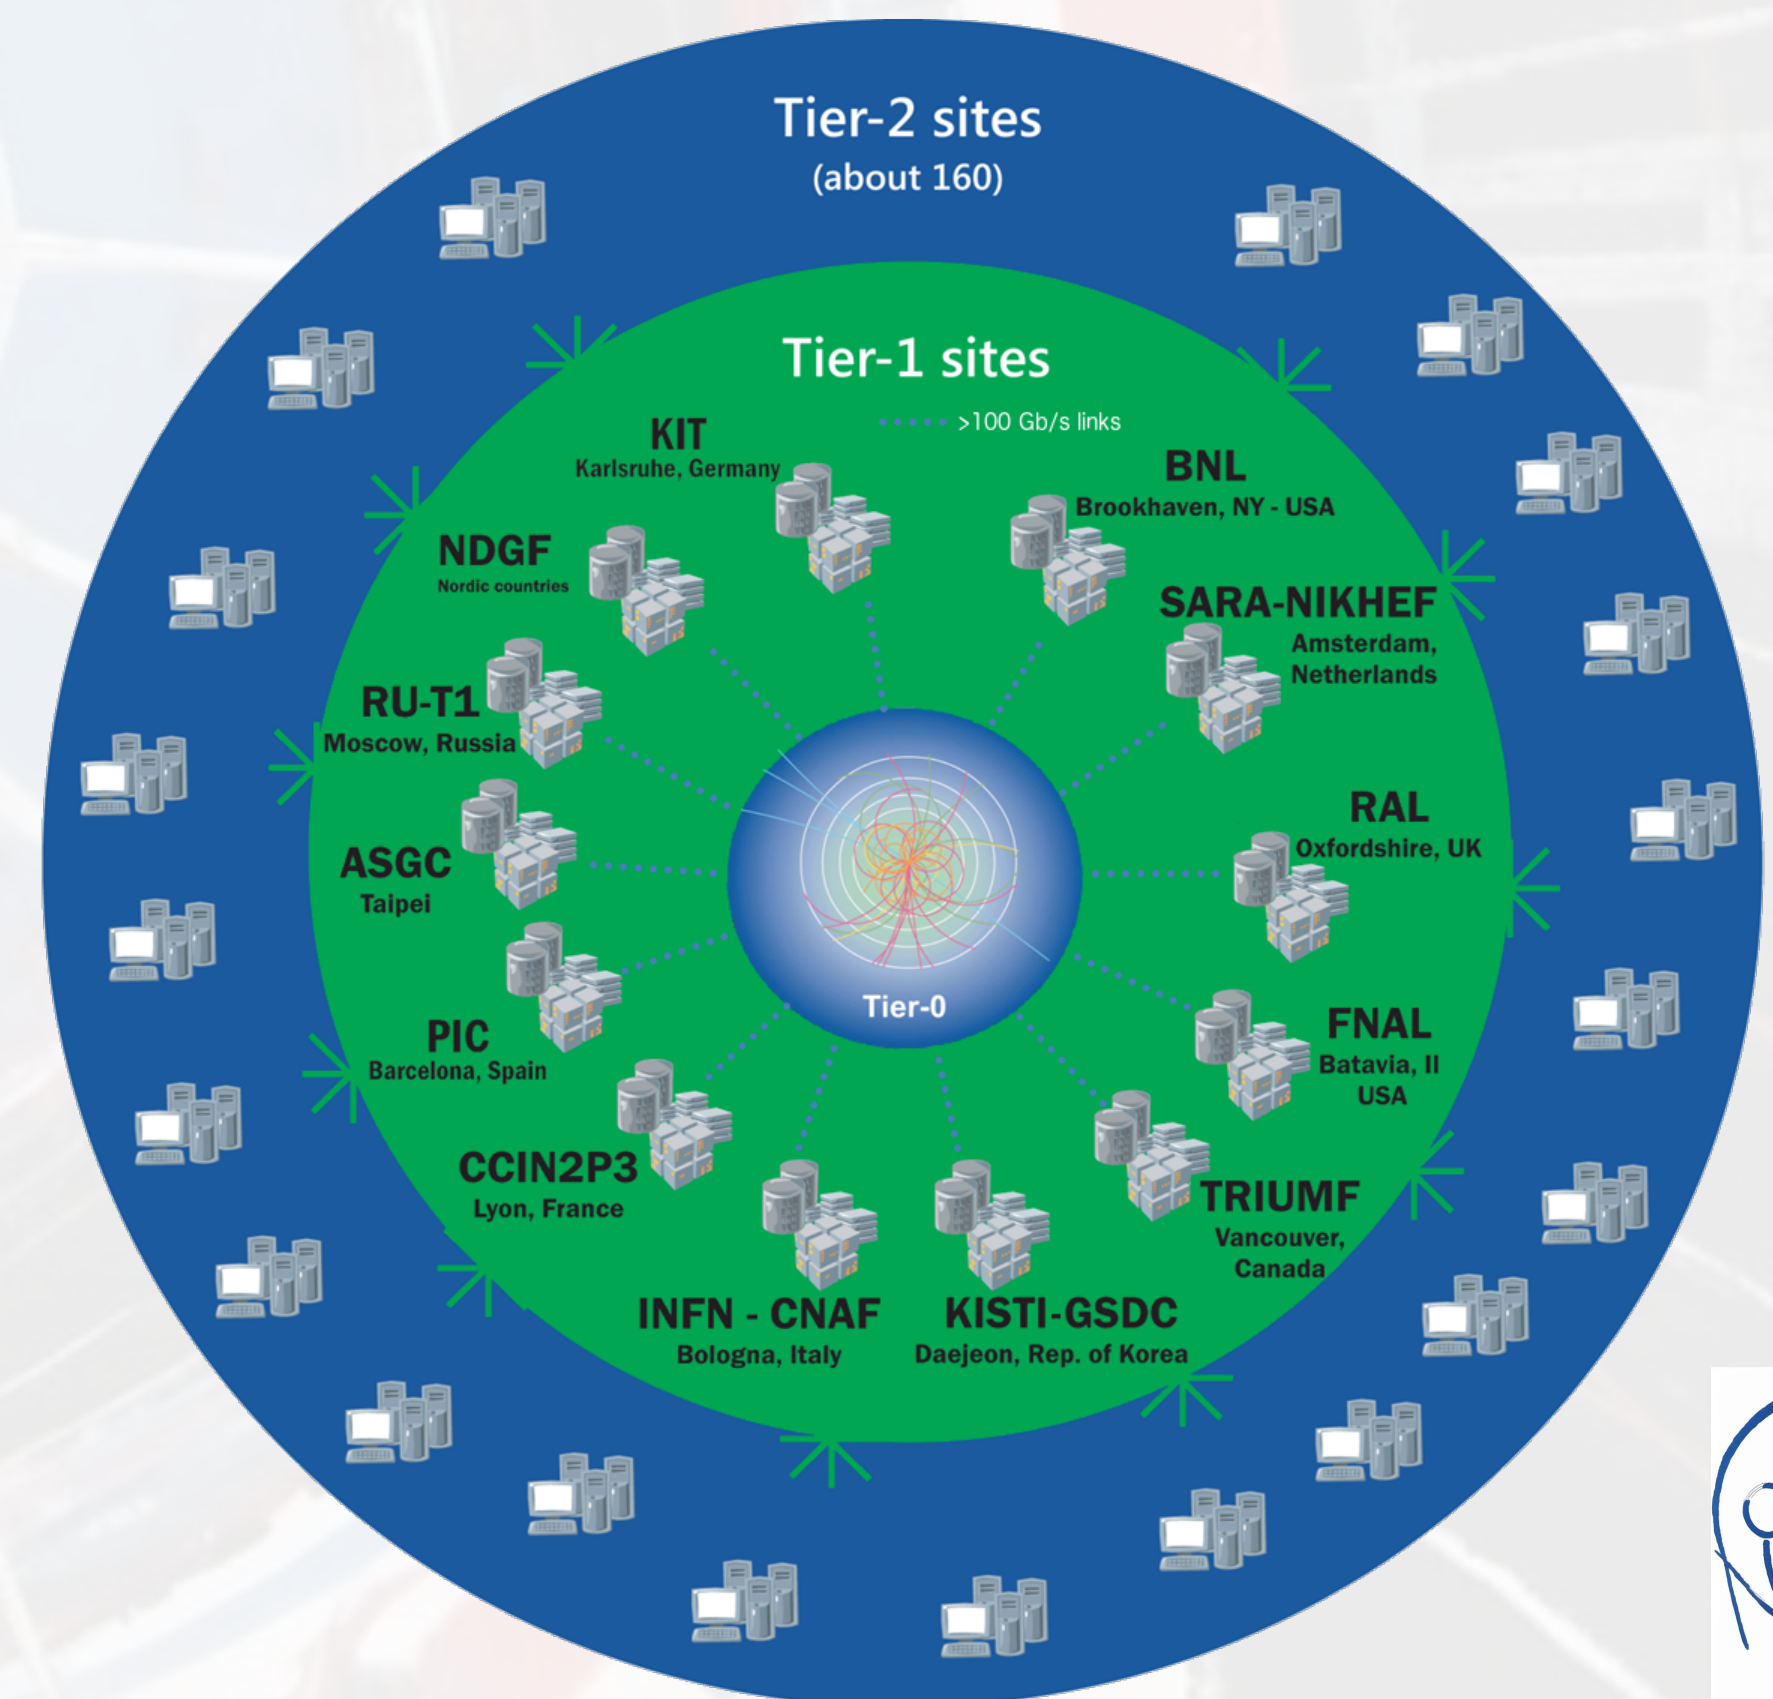 Tier-2 sites
(about 160)
Tier-1 sites
>100 Gb/s links
KIT
Karlsruhe, Germany
BNL
Brookhaven, NY - USA
NDGF
Nordic countries
SARA-NIKHEF
Amsterdam,
Netherlands
RU-T1
Moscow, Russia
RAL
Oxfordshire, UK
ASGC
Taipei
Tier-0
PIC
Barcelona, Spain
FNAL
Batavia, Il
USA
CCIN2P3
Lyon, France
TRIUMF
Vancouver,
Canada
INFN - CNAF
Bologna, Italy
KISTI-GSDC
Daejeon, Rep. of Korea